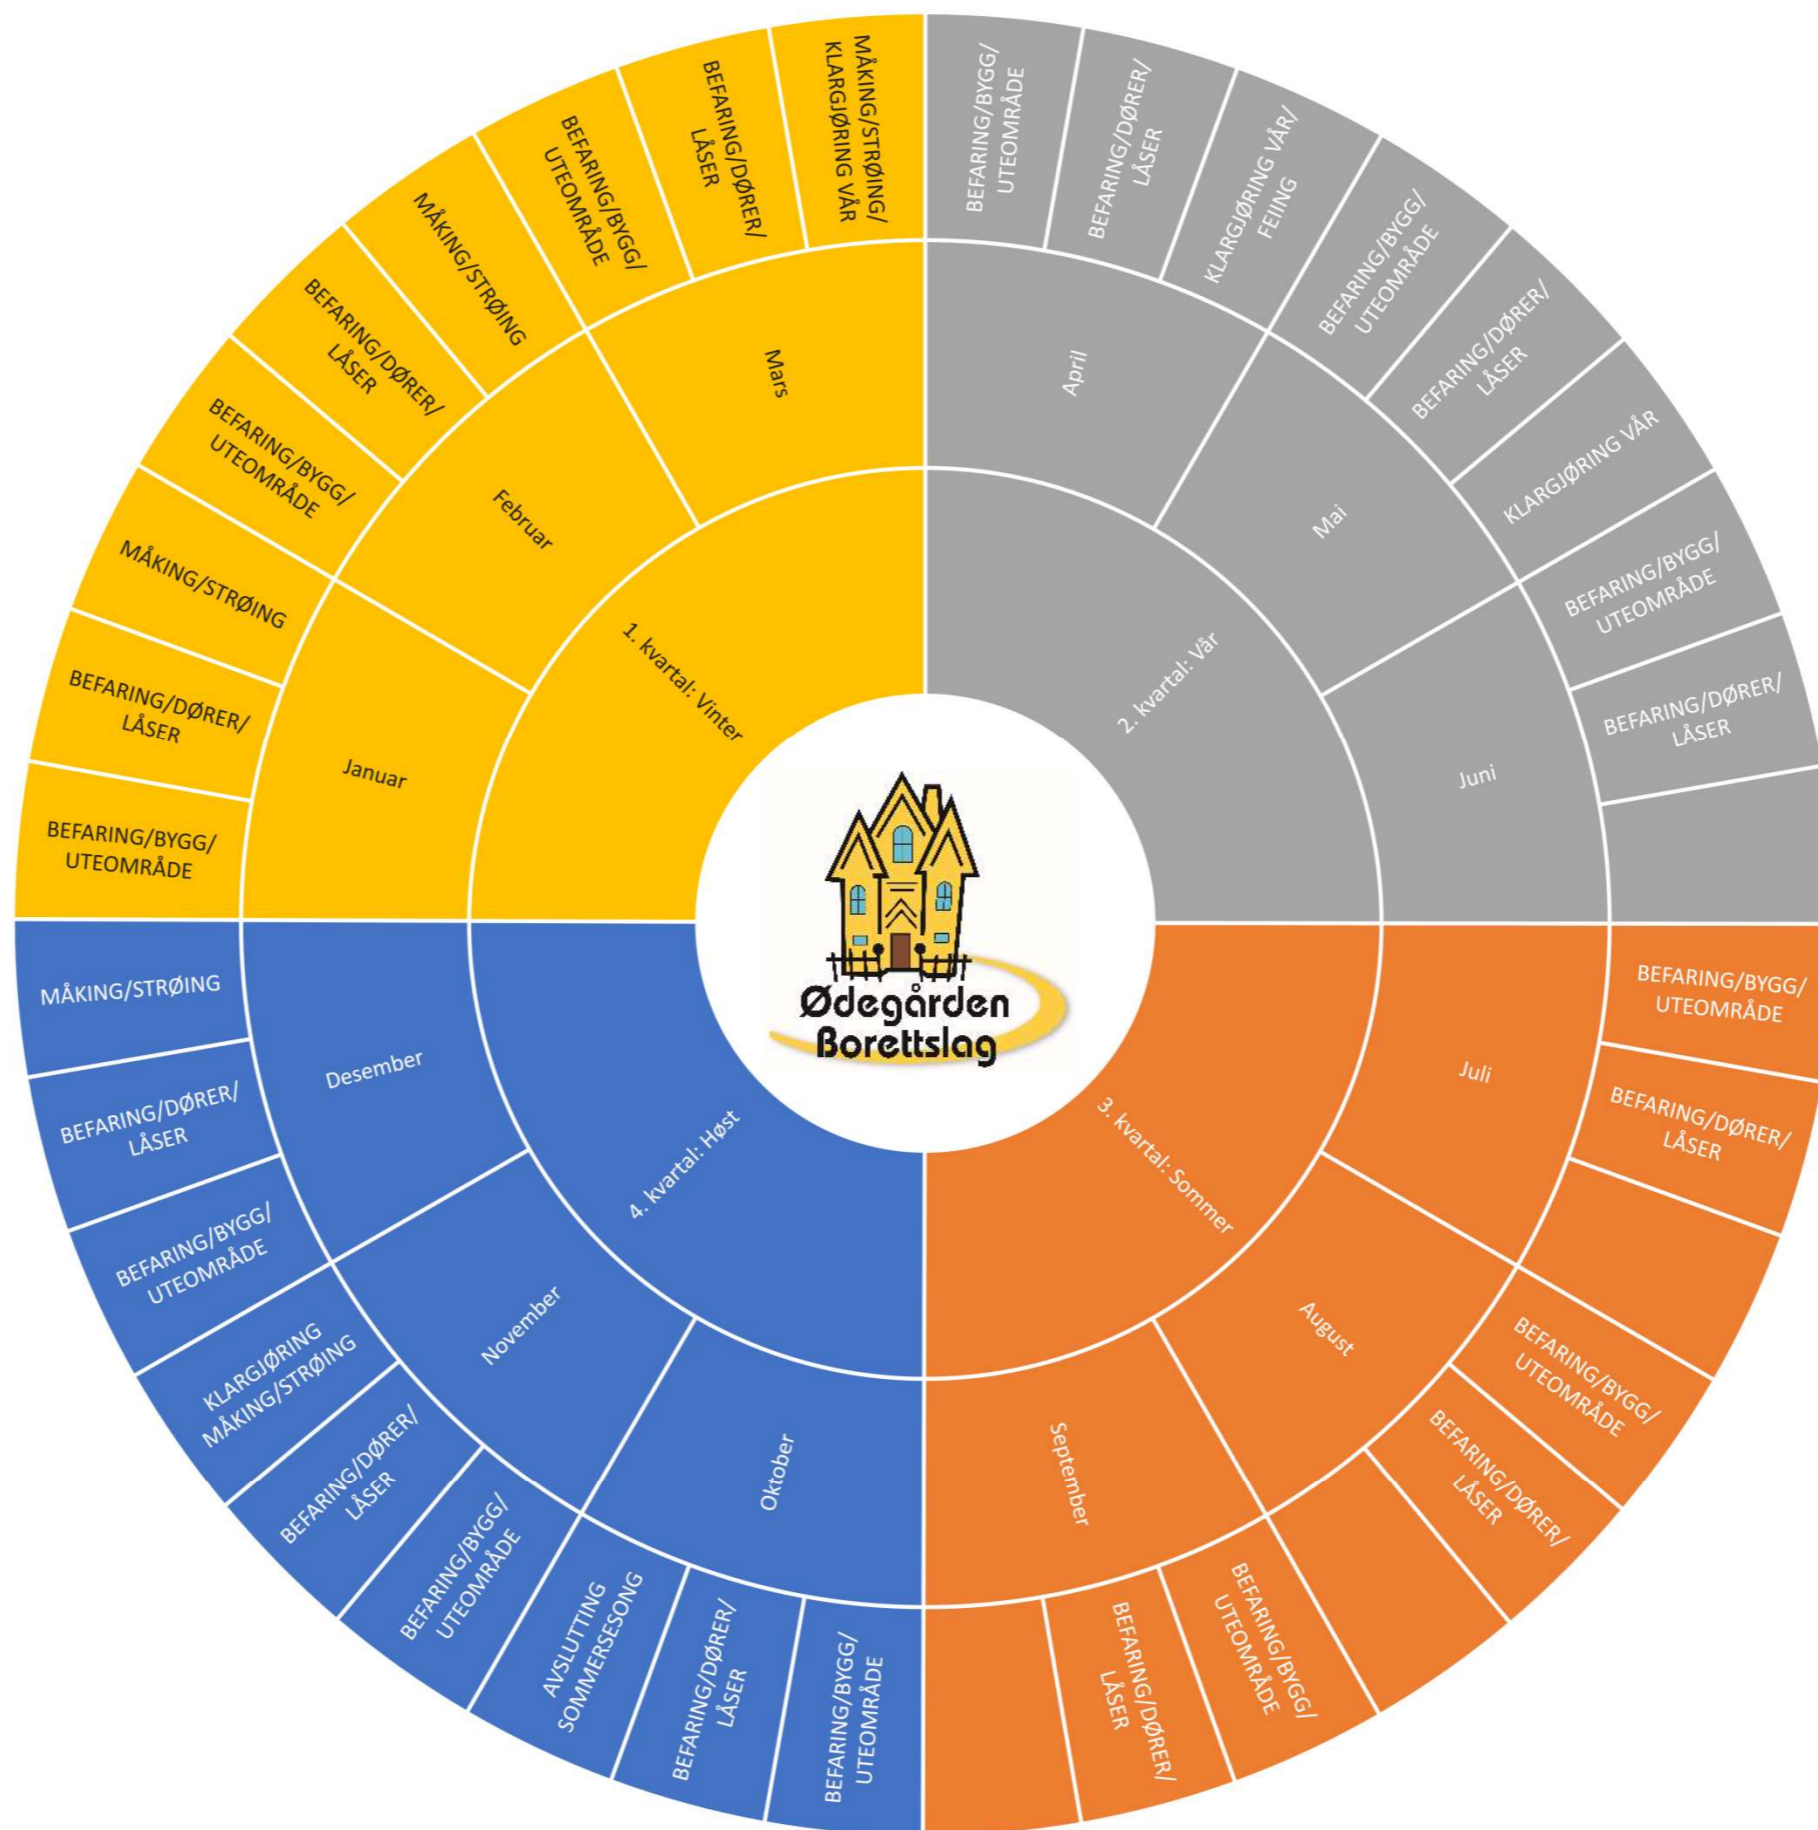 Ødegården
Borettslag
1. kvartal: Vinter
Januar
BEFARING/BYGG/
UTEOMRÅDE
BEFARING/DØRER/
LÅSER
MÅKING/STRØING
Februar
BEFARING/BYGG/
UTEOMRÅDE
BEFARING/DØRER/
LÅSER
MÅKING/STRØING
Mars
BEFARING/BYGG/
UTEOMRÅDE
BEFARING/DØRER/
LÅSER
MÅKING/STRØING/
KLARGJØRING VÅR
2. kvartal: Vår
April
BEFARING/BYGG/
UTEOMRÅDE
BEFARING/DØRER/
LÅSER
KLARGJØRING VÅR/
FEIING
Mai
BEFARING/BYGG/
UTEOMRÅDE
BEFARING/DØRER/
LÅSER
KLARGJØRING VÅR
Juni
BEFARING/BYGG/
UTEOMRÅDE
BEFARING/DØRER/
LÅSER
3. kvartal: Sommer
Juli
BEFARING/BYGG/
UTEOMRÅDE
BEFARING/DØRER/
LÅSER
August
BEFARING/BYGG/
UTEOMRÅDE
BEFARING/DØRER/
LÅSER
September
BEFARING/BYGG/
UTEOMRÅDE
BEFARING/DØRER/
LÅSER
4. kvartal: Høst
Oktober
BEFARING/BYGG/
UTEOMRÅDE
BEFARING/DØRER/
LÅSER
AVSLUTTING
SOMMERSESONG
November
BEFARING/BYGG/
UTEOMRÅDE
BEFARING/DØRER/
LÅSER
KLARGJØRING
MÅKING/STRØING
Desember
BEFARING/BYGG/
UTEOMRÅDE
BEFARING/DØRER/
LÅSER
MÅKING/STRØING